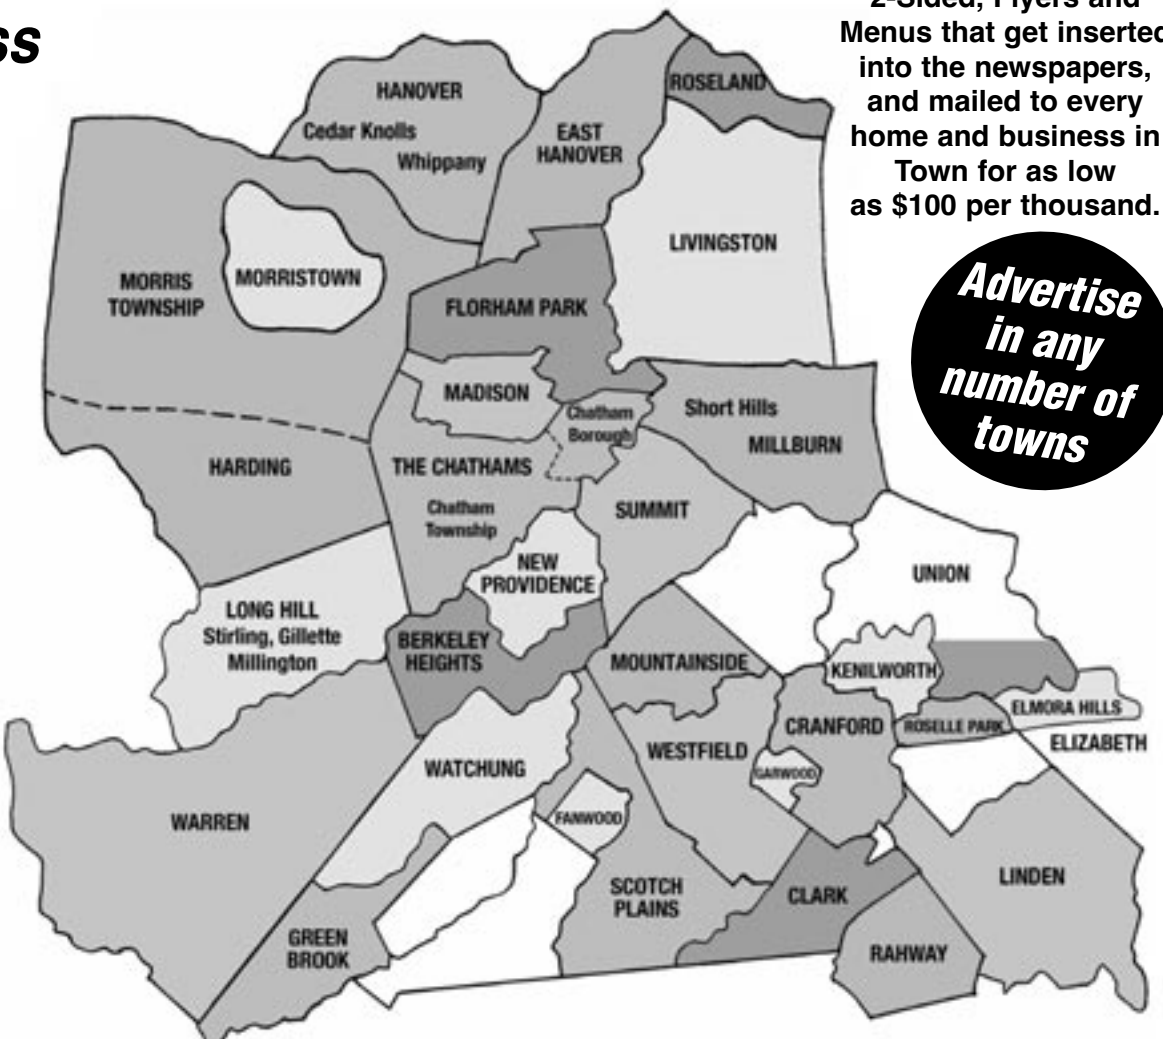 2-Sided, Flyers and
Menus that get inserted
into the newspapers,
and mailed to every
home and business in
Town for as low
as $100 per thousand.
Advertise
in any
number of
towns
HANOVER
Cedar Knolls
Whippany
EAST
HANOVER
ROSELAND
LIVINGSTON
MORRIS
TOWNSHIP
MORRISTOWN
FLORHAM PARK
MADISON
Chatham
Borough
Short Hills
MILLBURN
HARDING
THE CHATHAMS
Chatham
Township
SUMMIT
NEW
PROVIDENCE
UNION
LONG HILL
Stirling, Gillette
Millington
BERKELEY
HEIGHTS
MOUNTAINSIDE
KENILWORTH
ELMORA HILLS
ELIZABETH
ROSELLE PARK
CRANFORD
WESTFIELD
GARWOOD
WATCHUNG
WARREN
FANWOOD
SCOTCH
PLAINS
CLARK
LINDEN
GREEN
BROOK
RAHWAY